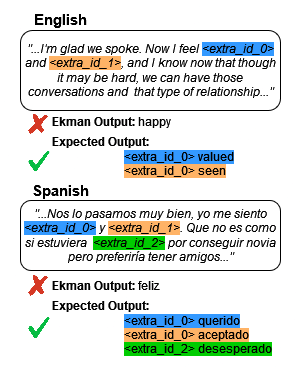 English
"...I'm glad we spoke. Now I feel <extra_id_0>
and <extra_id_1>, and I know now that though
it may be hard, we can have those
conversations and that type of relationship..."
Ekman Output: happy
Expected Output:
<extra_id_0> valued
<extra_id_0> seen
Spanish
"...Nos lo pasamos muy bien, yo me siento
<extra_id_0> y <extra_id_1>. Que no es como
si estuviera <extra_id_2> por conseguir novia
pero preferiría tener amigos..."
Ekman Output: feliz
Expected Output:
<extra_id_0> querido
<extra_id_0> aceptado
<extra_id_2> desesperado